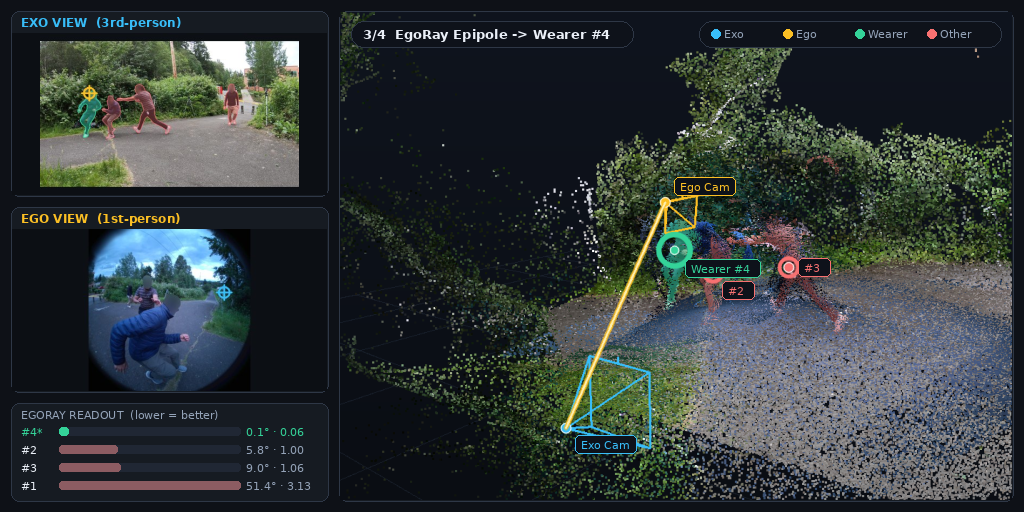 EXO VIEW (3rd-person)
EGO VIEW (1st-person)
EGORAY READOUT (lower = better)
#4* 0.1° · 0.06
#2 5.8° · 1.00
#3 9.0° · 1.06
#1 51.4° · 3.13
3/4 EgoRay Epipole -> Wearer #4
Exo Ego Wearer Other
Ego Cam
Wearer #4
#3
#2
Exo Cam